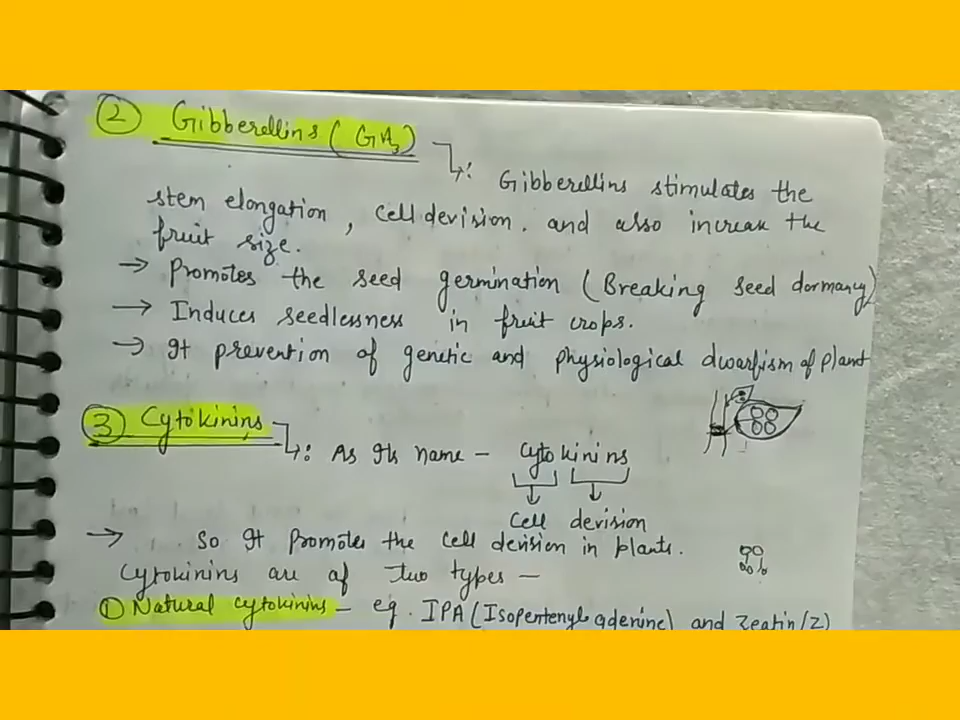 ② Gibberellins (GA₃)
→: Gibberellins stimulates the
stem elongation, cell devision. and also increase the
fruit size.
→ Promotes the seed germination (Breaking seed dormancy)
→ Induces seedlessness in fruit crops.
→ It prevention of genetic and physiological dwarfism of plant
③ Cytokinins
→: As Its name - Cytokinins
Cell devision
→ So It Promotes the cell devision in plants.
Cytokinins are of Two types -
① Natural cytokinins - eg. IPA (Isopentenyl adenine) and Zeatin (Z)